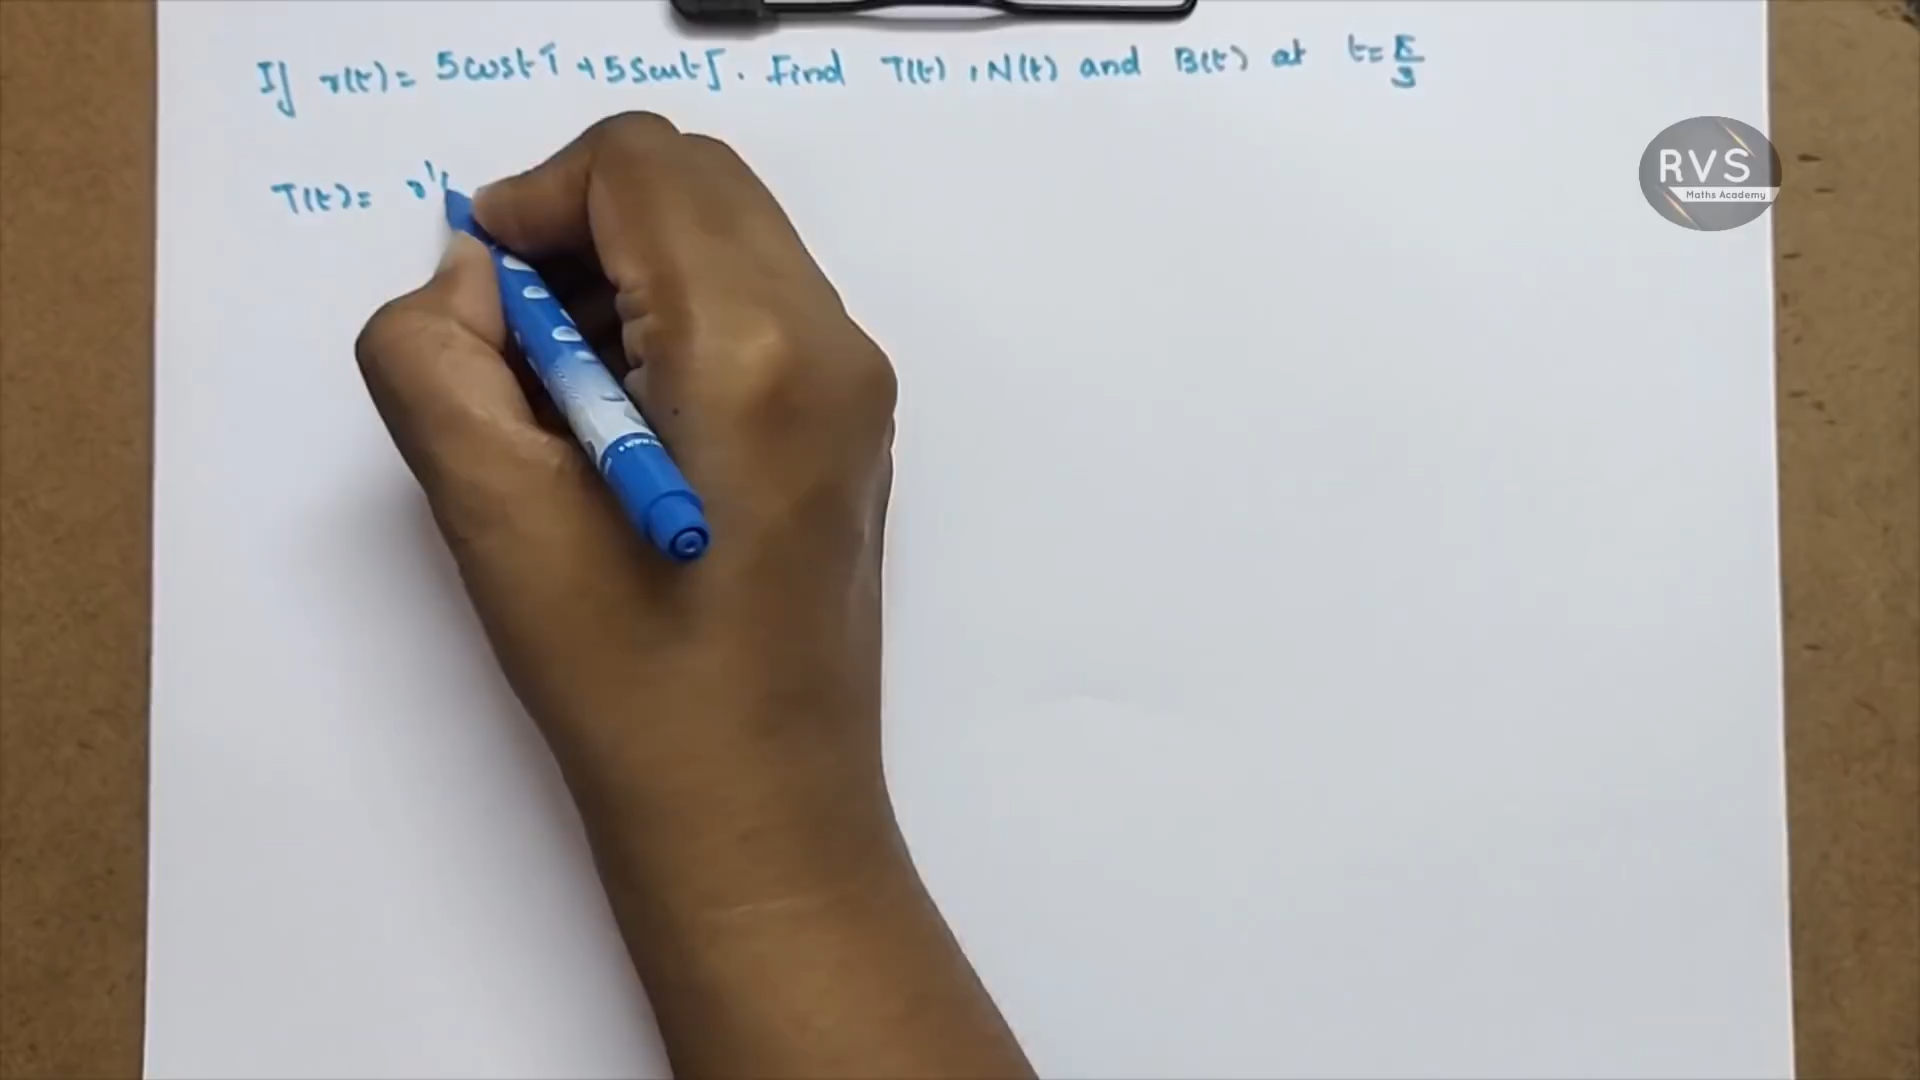 If r(t) = 5cost i + 5sint j. Find T(t), N(t) and B(t) at t = π/3
T(t) = r'(
RVS
Maths Academy